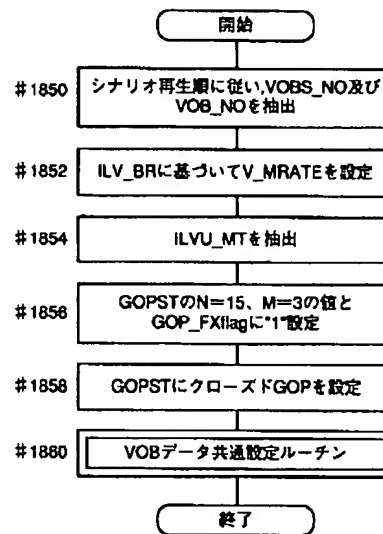 開始
#1850
シナリオ再生順に従い,VOBS_NO及び
VOB_NOを抽出
#1852
ILV_BRに基づいてV_MRATEを設定
#1854
ILVU_MTを抽出
#1856
GOPSTのN=15、M=3の値と
GOP_FXflagに"1"設定
#1858
GOPSTにクローズドGOPを設定
#1860
VOBデータ共通設定ルーチン
終了